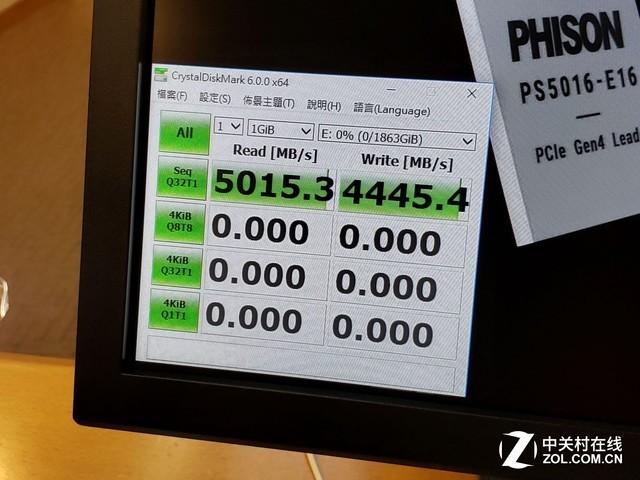 PHISON
PS5016-E16
—
PCIe Gen4 Lead
CrystalDiskMark 6.0.0 x64
檔案(F) 設定(S) 佈景主題(T) 說明(H) 語言(Language)
All 1 1GiB E: 0% (0/1863GiB)
Read [MB/s] Write [MB/s]
Seq Q32T1 5015.3 4445.4
4KiB Q8T8 0.000 0.000
4KiB Q32T1 0.000 0.000
4KiB Q1T1 0.000 0.000
Z 中关村在线
ZOL.COM.CN